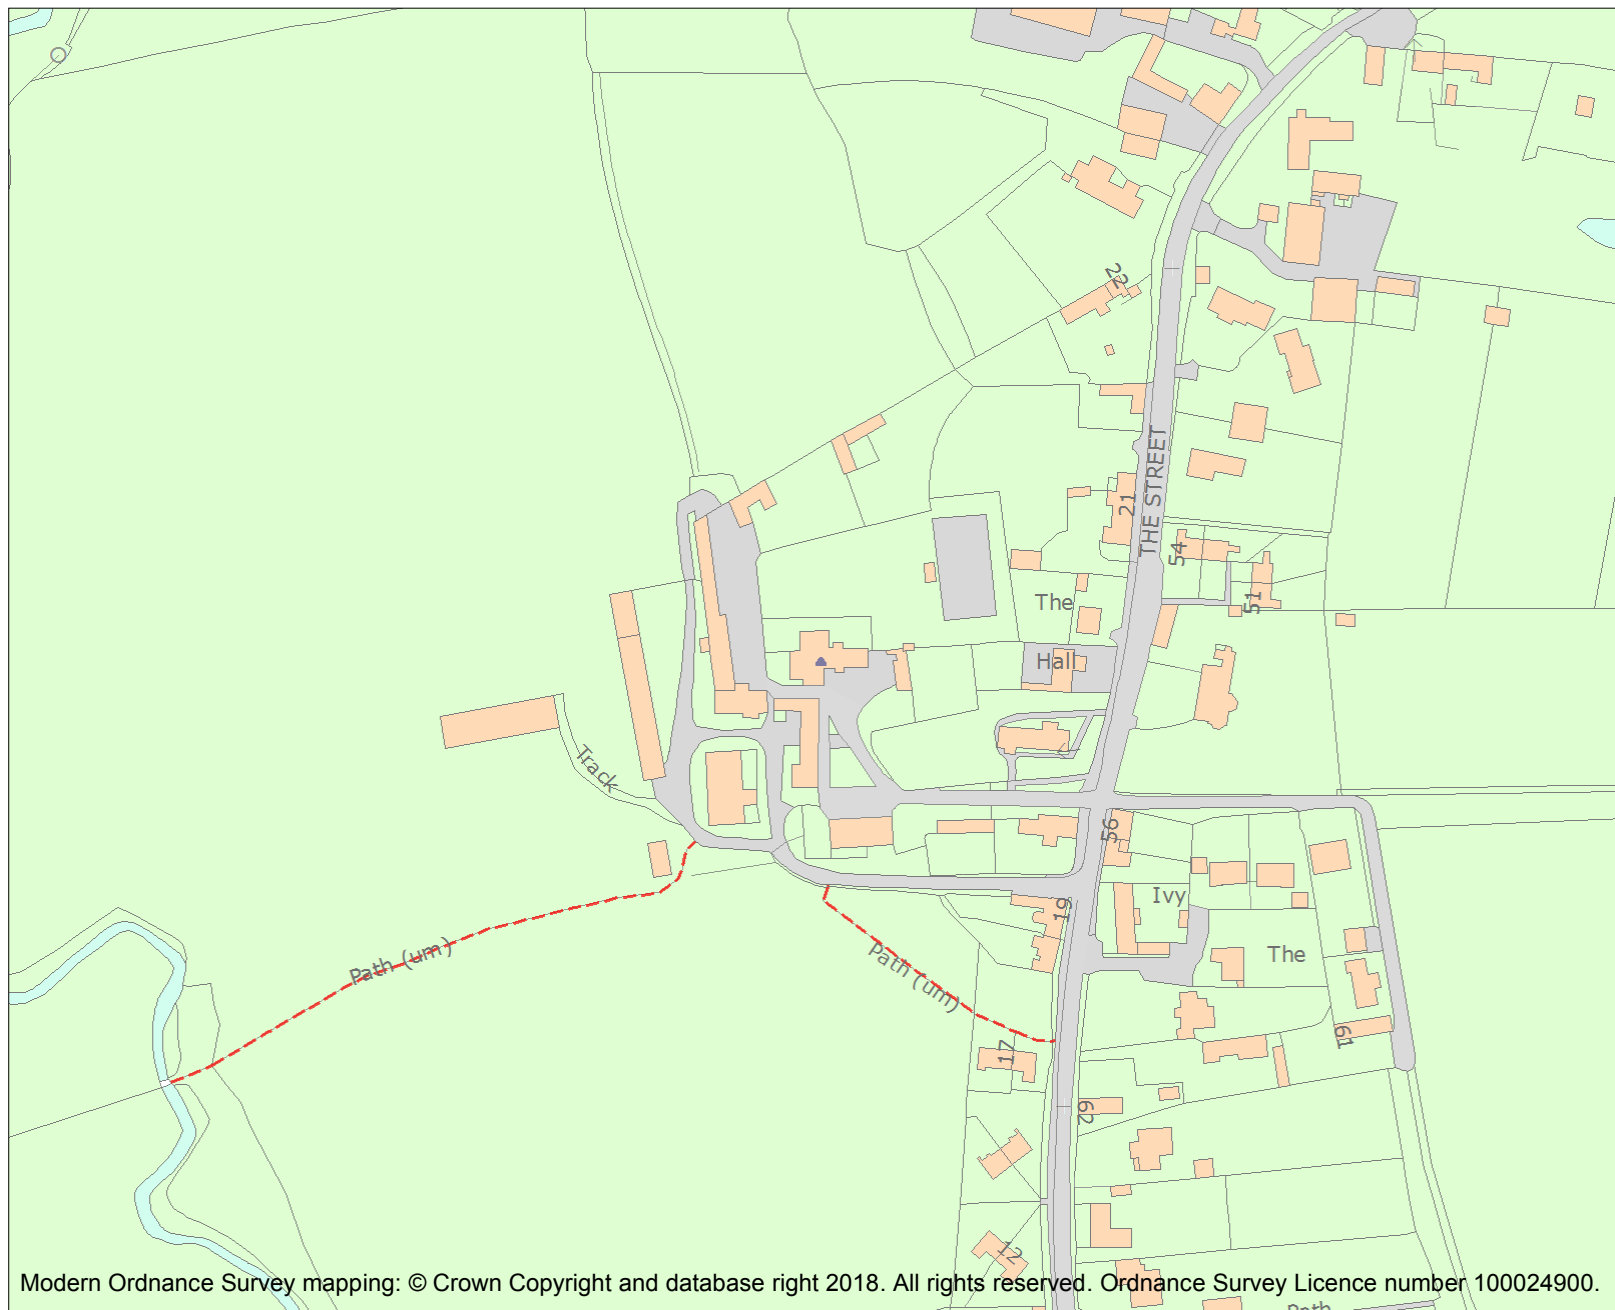 22
THE STREET
21
54
51
The
Hall
Track
56
Ivy
19
The
Path (um)
Path (um)
61
17
62
12
Modern Ordnance Survey mapping: © Crown Copyright and database right 2018. All rights reserved. Ordnance Survey Licence number 100024900.
Path